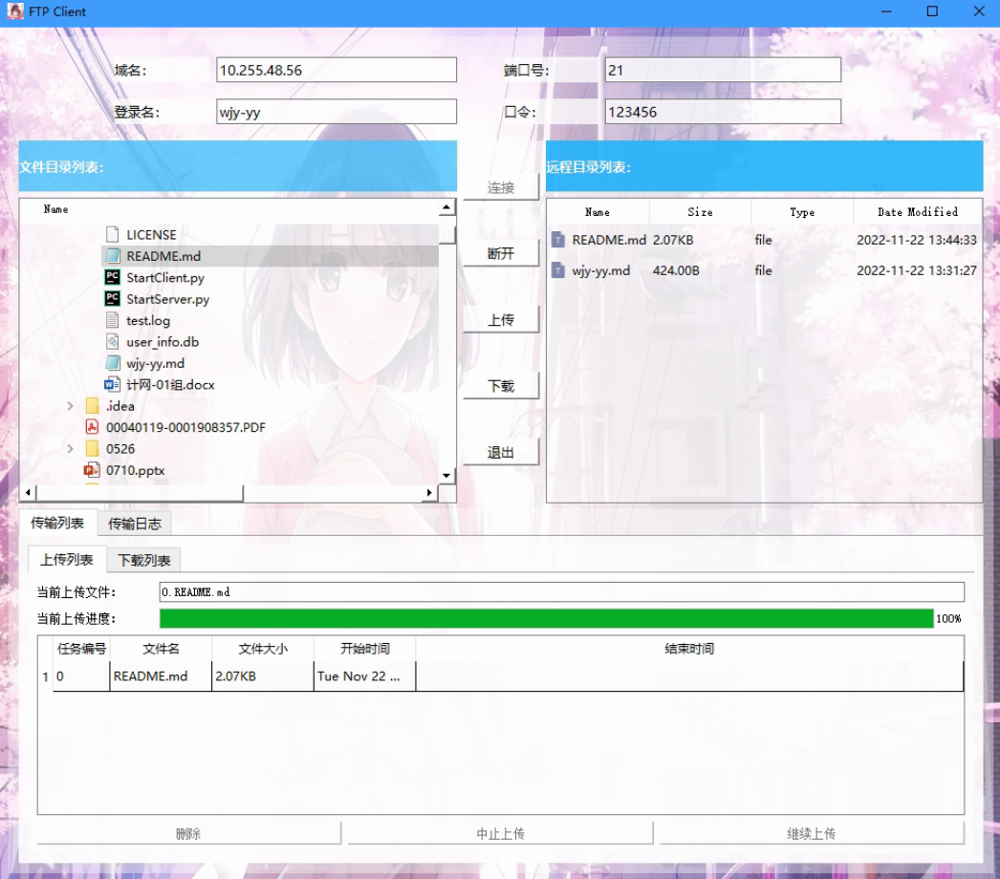 FTP Client
域名: 10.255.48.56 端口号: 21
登录名: wjy-yy 口令: 123456
文件目录列表:
Name
LICENSE
README.md
StartClient.py
StartServer.py
test.log
user_info.db
wjy-yy.md
计网-01组.docx
.idea
00040119-0001908357.PDF
0526
0710.pptx
连接
断开
上传
下载
退出
远程目录列表:
Name Size Type Date Modified
README.md 2.07KB file 2022-11-22 13:44:33
wjy-yy.md 424.00B file 2022-11-22 13:31:27
传输列表 传输日志
上传列表 下载列表
当前上传文件: 0.README.md
当前上传进度: 100%
任务编号 文件名 文件大小 开始时间 结束时间
1 0 README.md 2.07KB Tue Nov 22 ...
删除 中止上传 继续上传